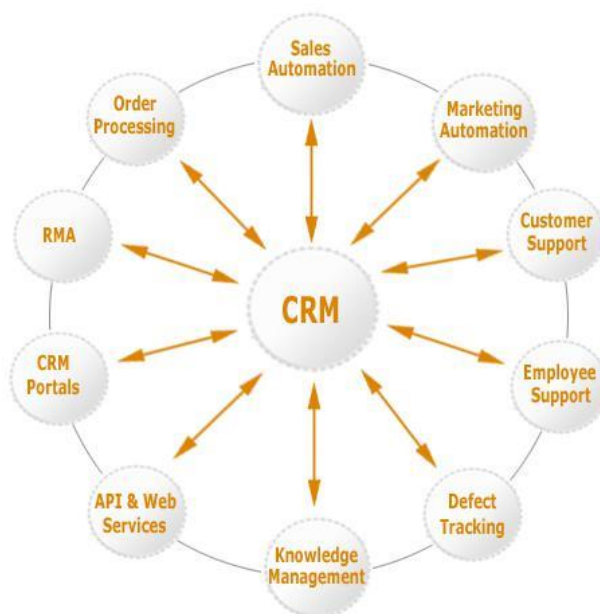 Sales
Automation
Marketing
Automation
Customer
Support
Employee
Support
Defect
Tracking
Knowledge
Management
API & Web
Services
CRM
Portals
RMA
Order
Processing
CRM